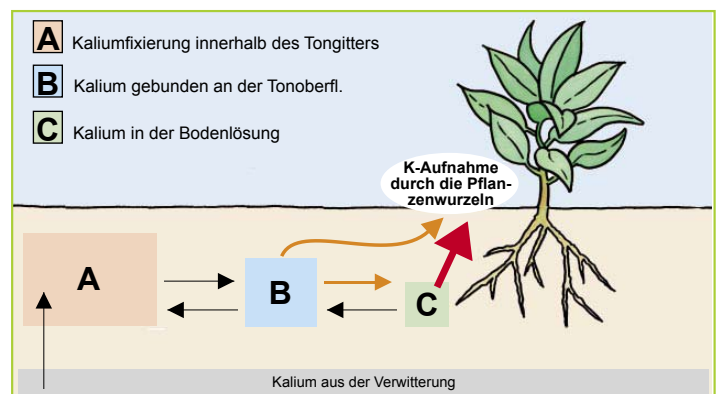 A Kaliumfixierung innerhalb des Tongitters
B Kalium gebunden an der Tonoberfl.
C Kalium in der Bodenlösung
K-Aufnahme
durch die Pflan-
zenwurzeln
A
B
C
Kalium aus der Verwitterung